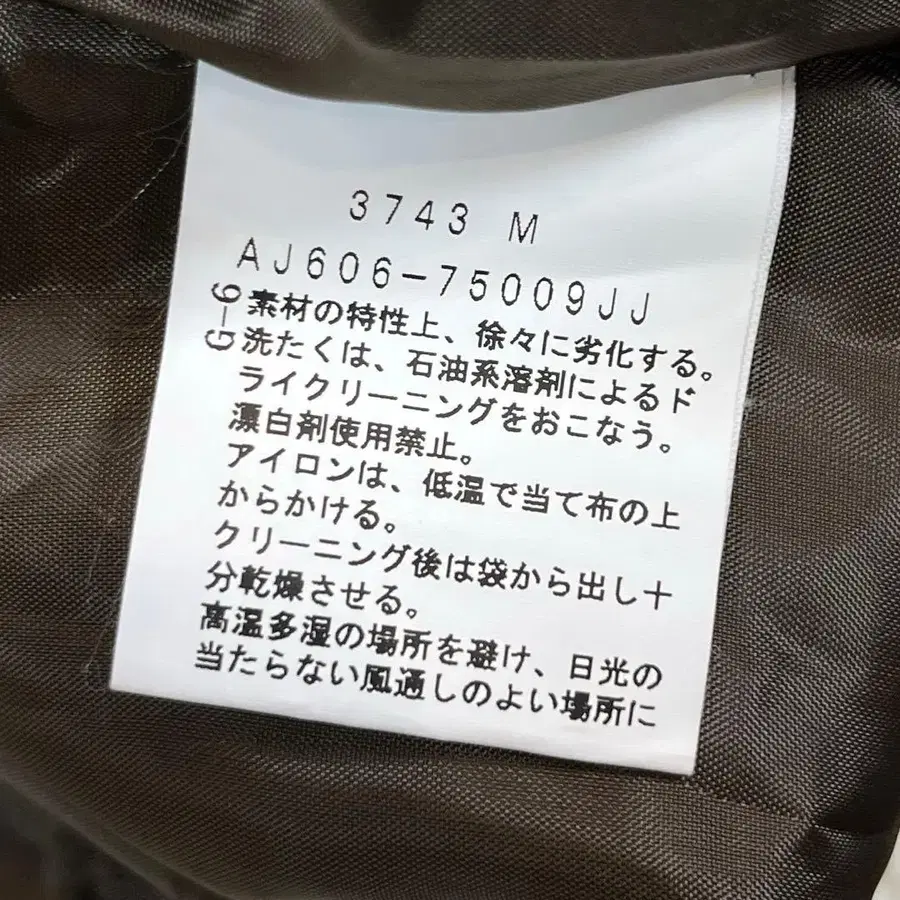 3743 M
AJ606-75009JJ
G-6
素材の特性上、徐々に劣化する。
洗たくは、石油系溶剤によるド
ライクリーニングをおこなう。
漂白剤使用禁止。
アイロンは、低温で当て布の上
からかける。
クリーニング後は袋から出し十
分乾燥させる。
高温多湿の場所を避け、日光の
当たらない風通しのよい場所に